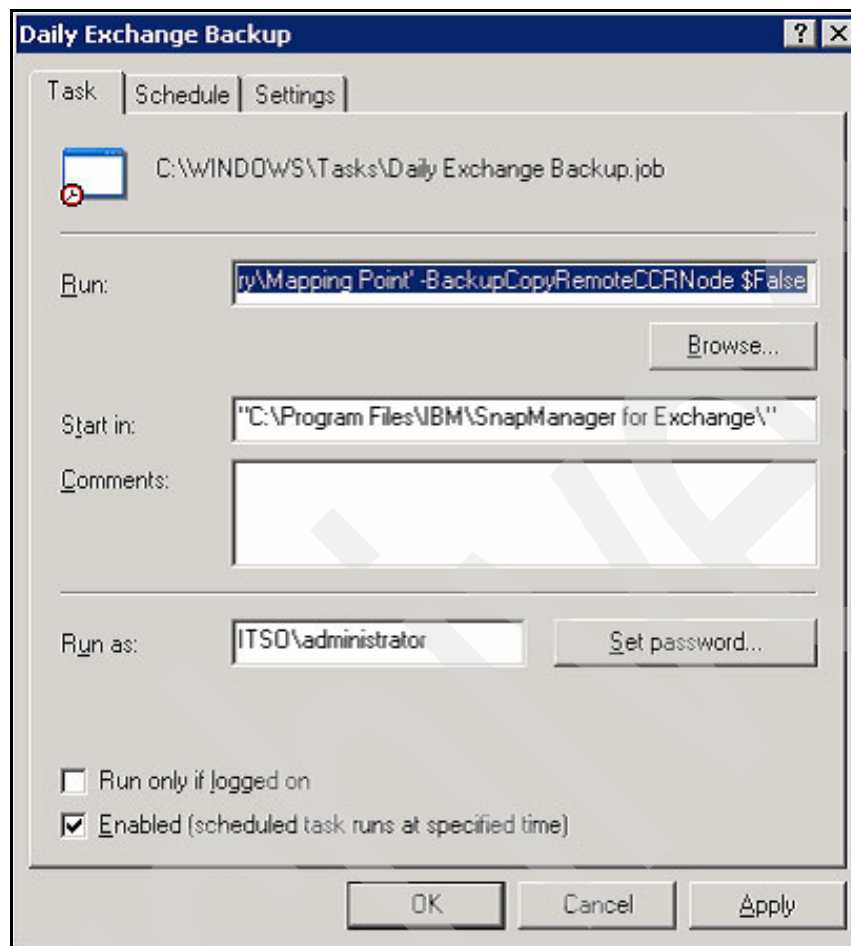 Daily Exchange Backup
Task Schedule Settings
C:\WINDOWS\Tasks\Daily Exchange Backup.job
Run: ry\Mapping Point' -BackupCopyRemoteCCRNode $False
Browse...
Start in: "C:\Program Files\IBM\SnapManager for Exchange\"
Comments:
Run as: ITSO\administrator Set password...
Run only if logged on
Enabled (scheduled task runs at specified time)
OK Cancel Apply